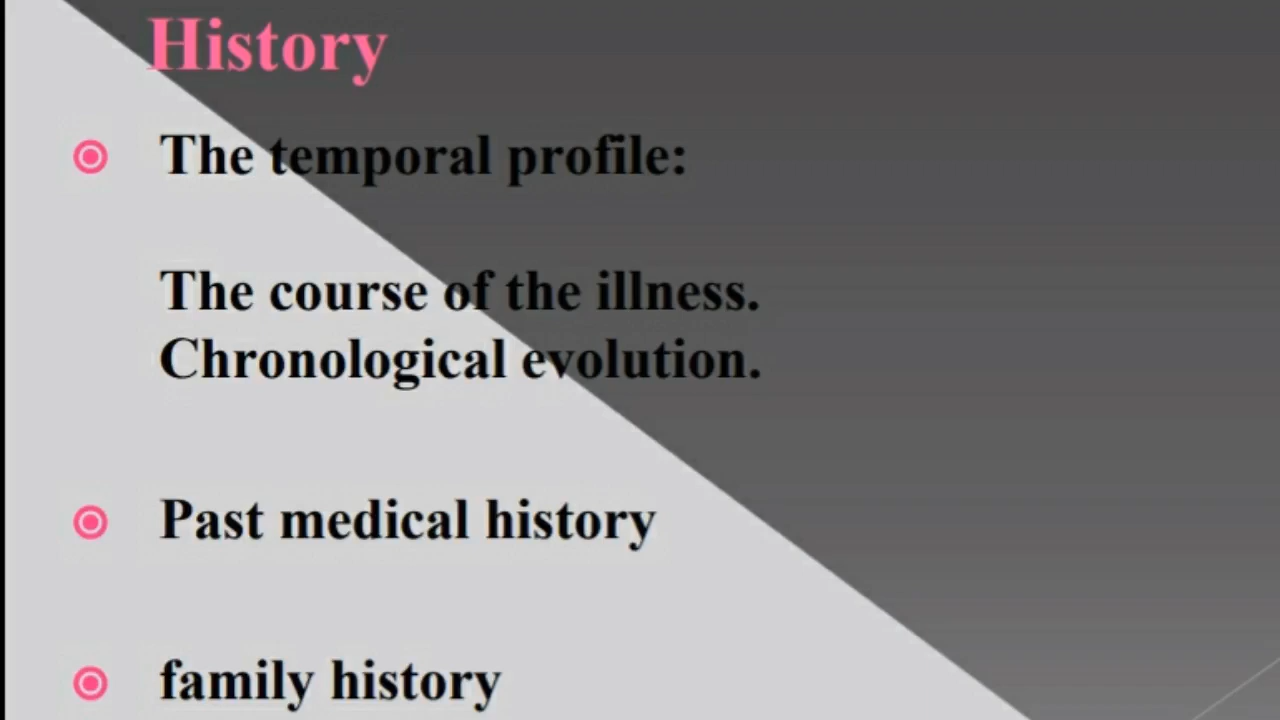 History
The temporal profile:
The course of the illness.
Chronological evolution.
Past medical history
family history